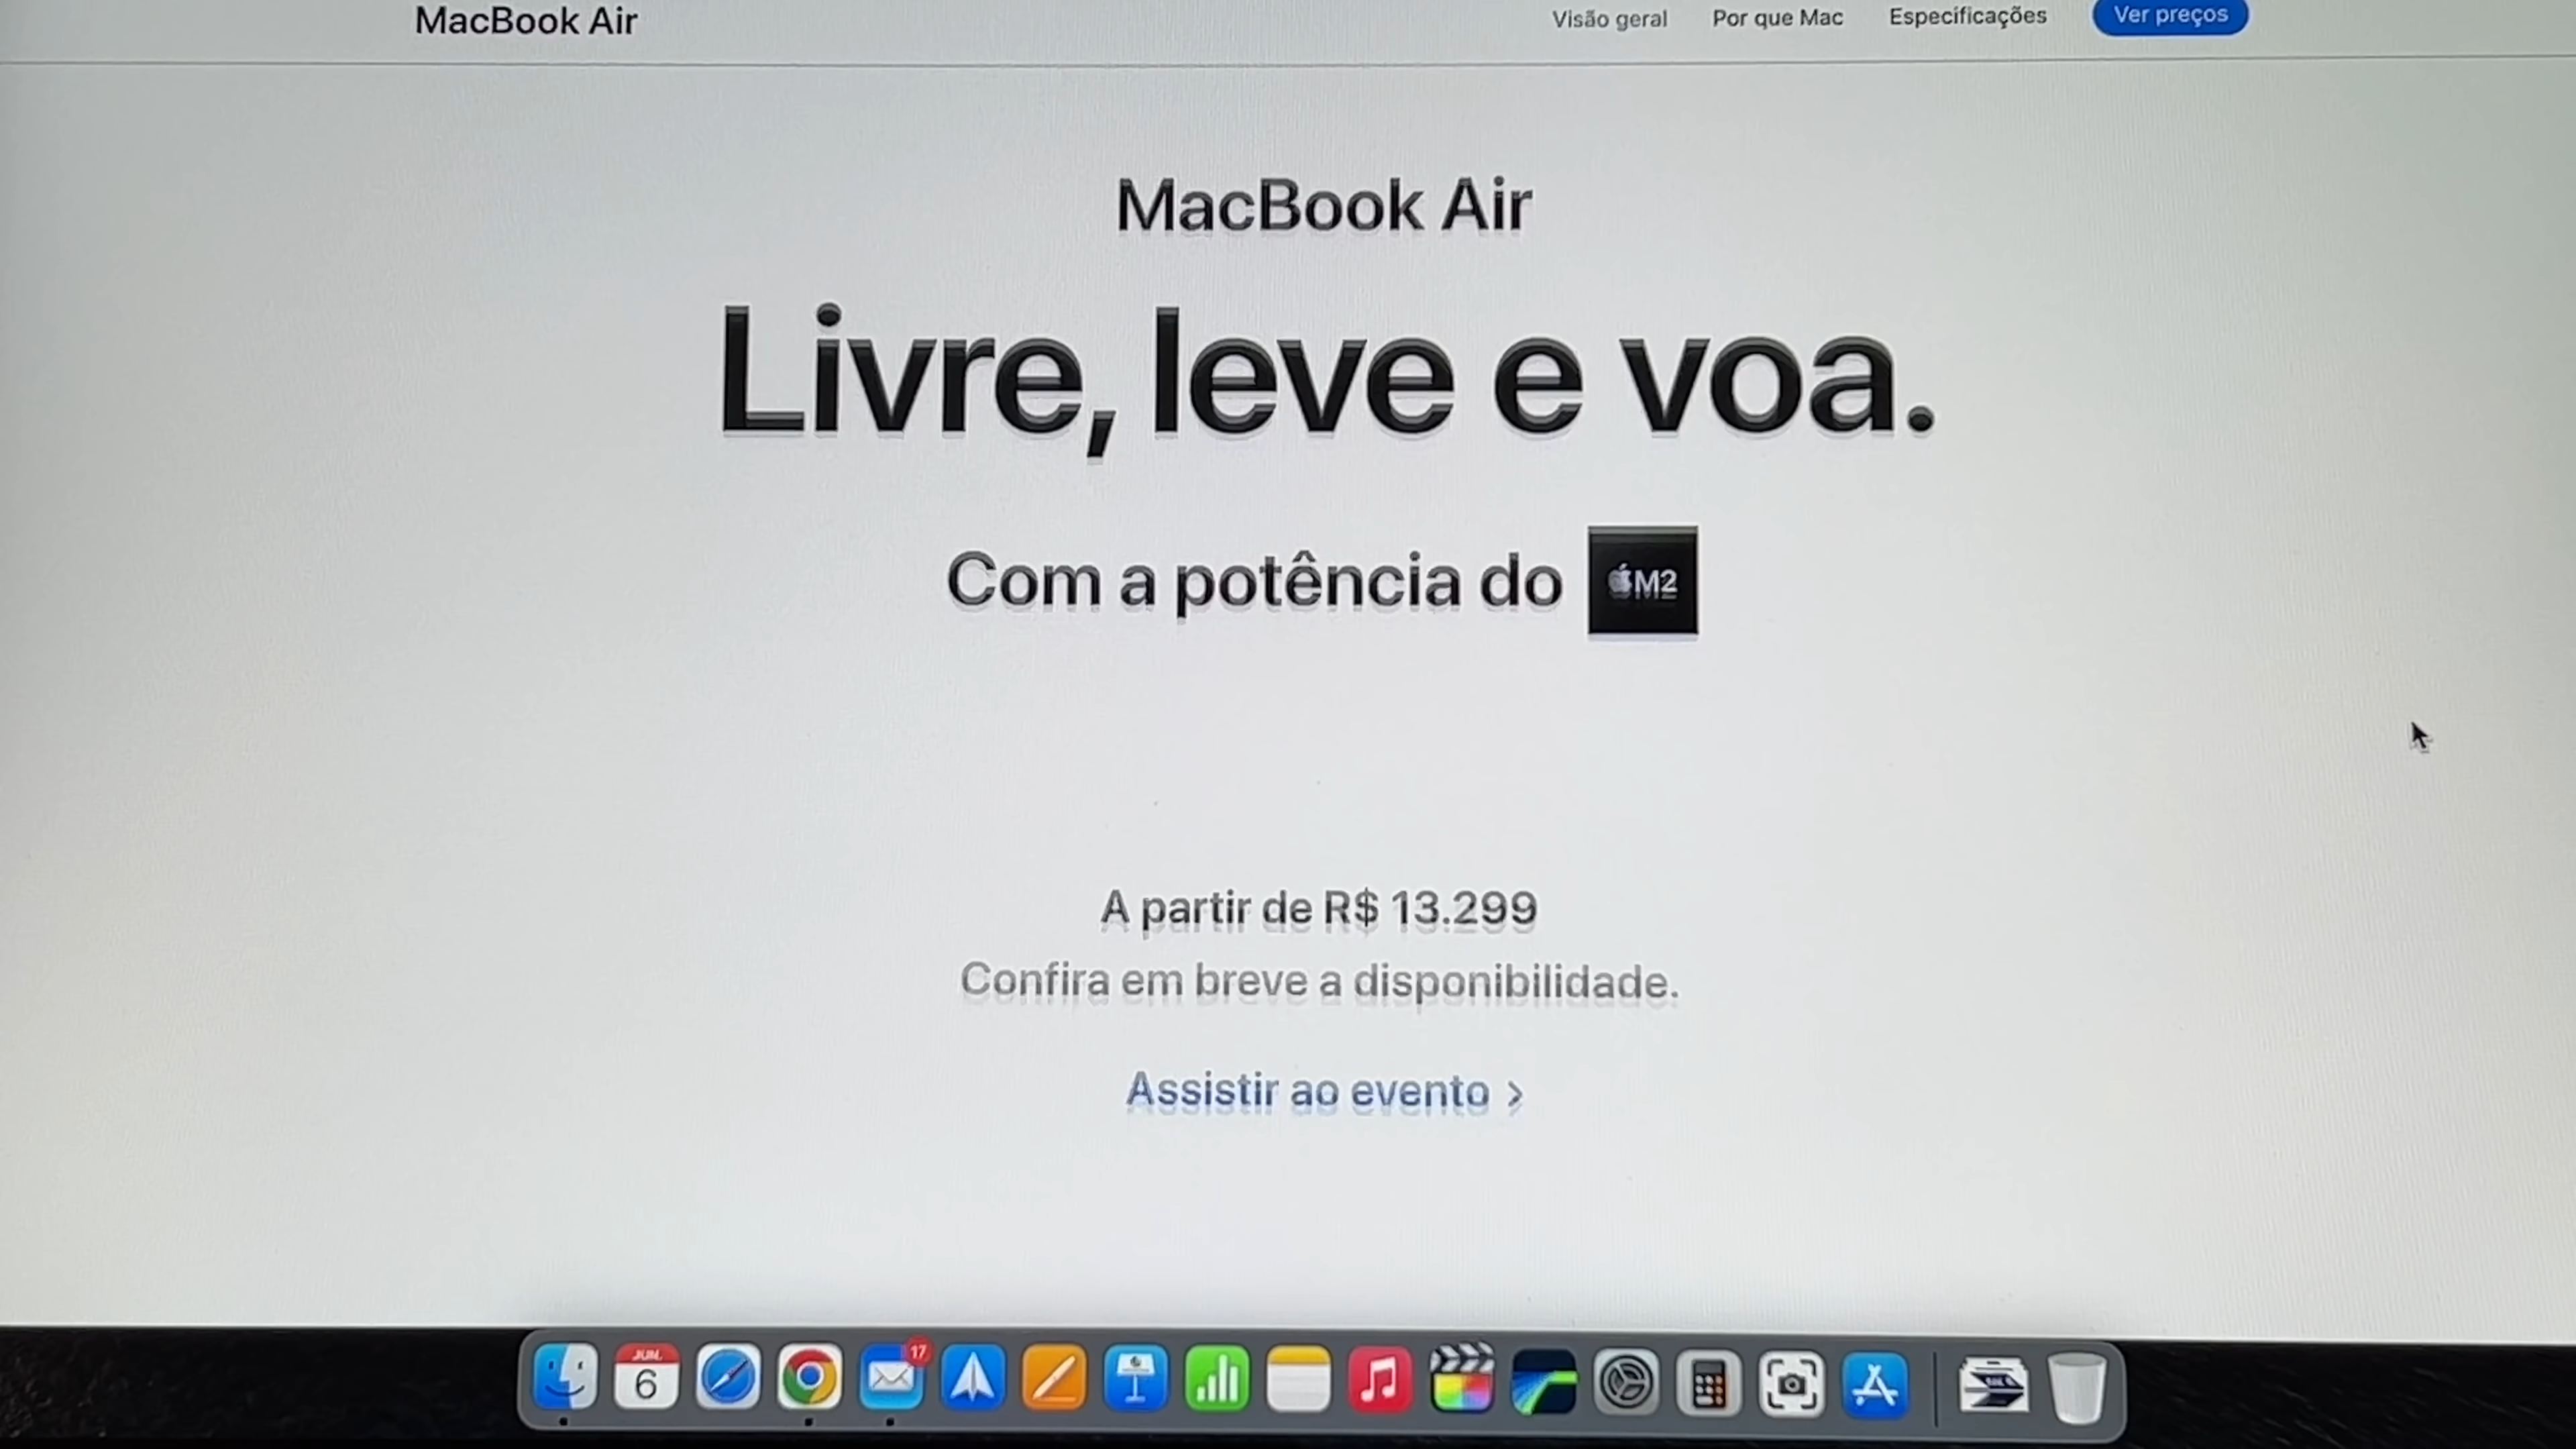 MacBook Air
Visão geral
Por que Mac
Especificações
Ver preços
MacBook Air
Livre, leve e voa.
Com a potência do M2
A partir de R$ 13.299
Confira em breve a disponibilidade.
Assistir ao evento >
JUN.
6
17